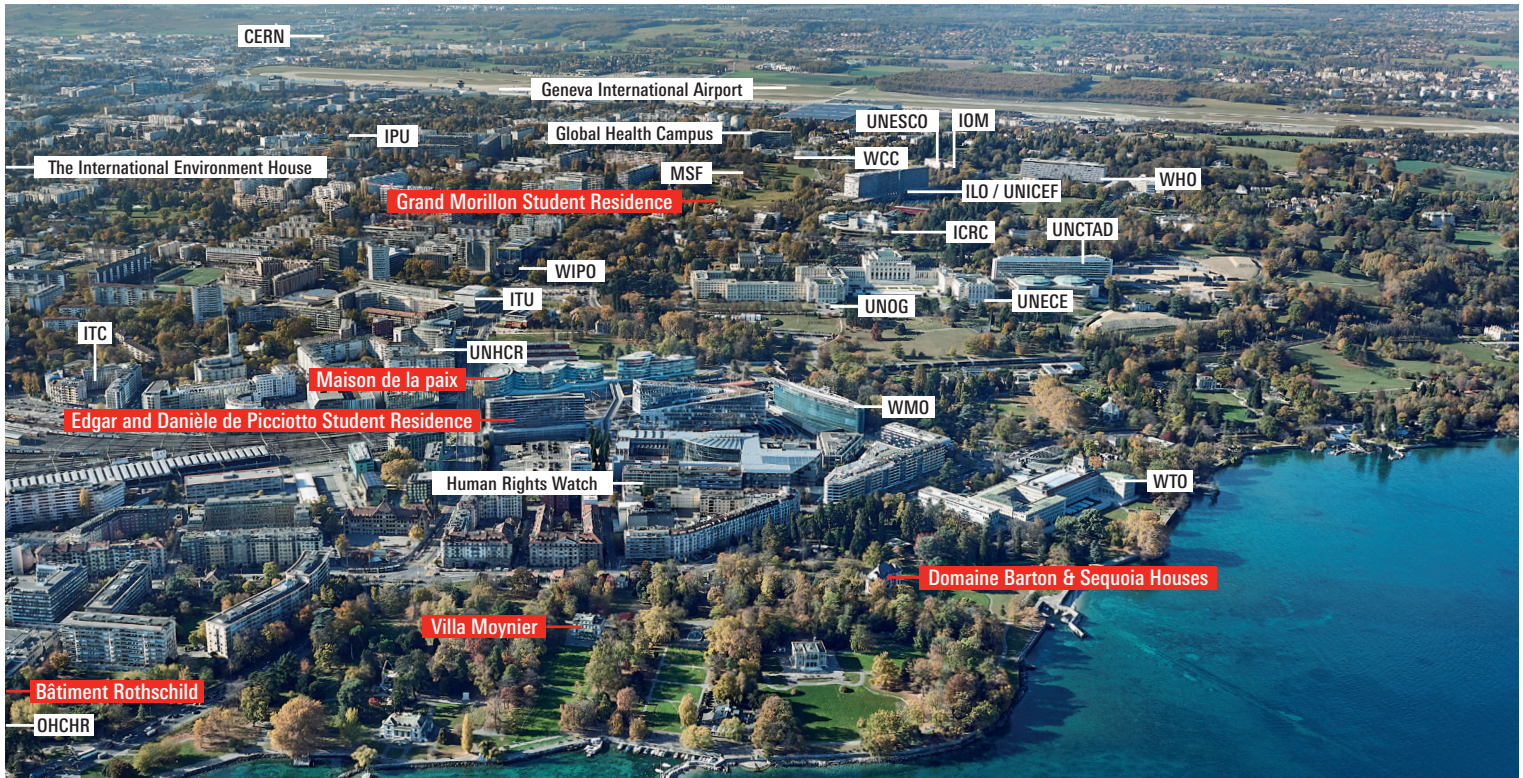 CERN
Geneva International Airport
IPU
Global Health Campus
UNESCO
IOM
WCC
The International Environment House
MSF
ILO / UNICEF
WHO
Grand Morillon Student Residence
ICRC
UNCTAD
WIPO
ITU
UNOG
UNECE
ITC
UNHCR
Maison de la paix
WMO
Edgar and Danièle de Picciotto Student Residence
Human Rights Watch
WTO
Domaine Barton & Sequoia Houses
Villa Moynier
Bâtiment Rothschild
OHCHR